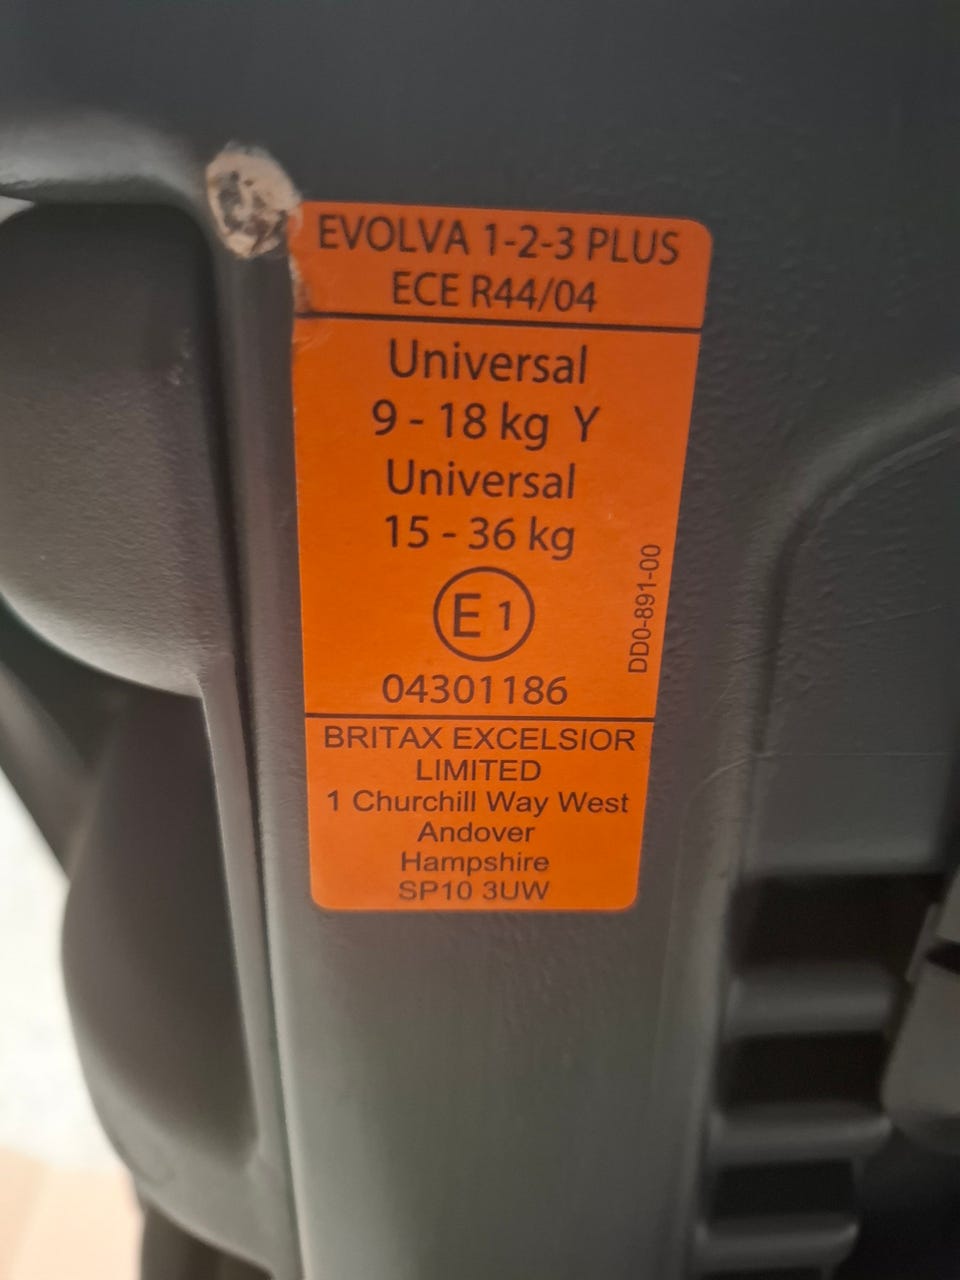 EVOLVA 1-2-3 PLUS
ECE R44/04
Universal
9 - 18 kg Y
Universal
15 - 36 kg
E 1
04301186
DD0-891-00
BRITAX EXCELSIOR
LIMITED
1 Churchill Way West
Andover
Hampshire
SP10 3UW